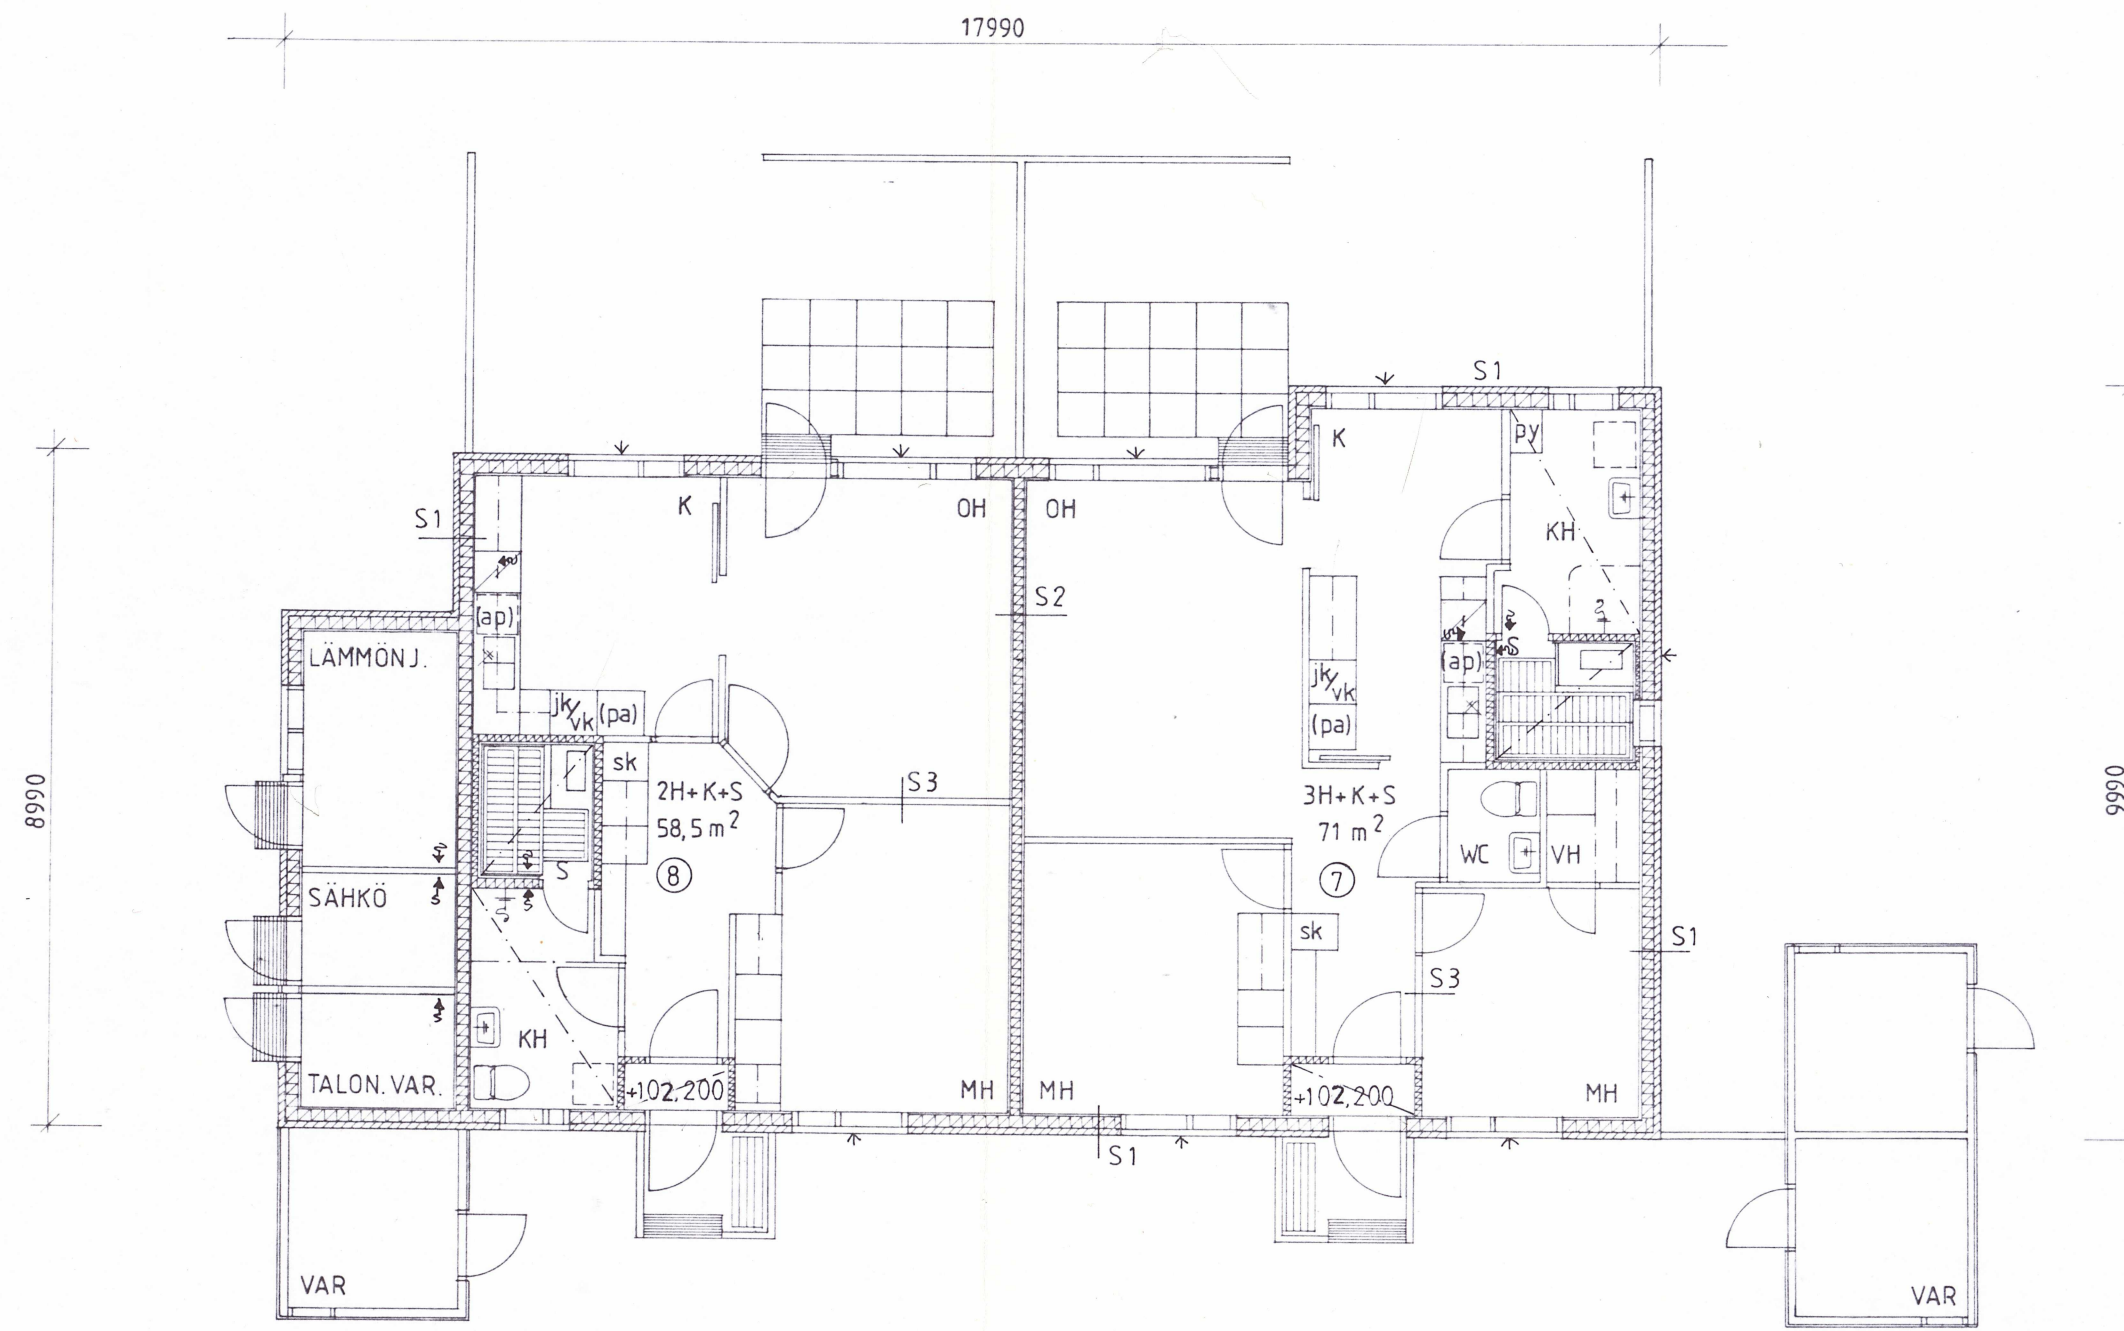 17990
S1
K
py
K
OH
OH
KH
S1
(ap)
S2
LÄMMÖNJ.
S
(ap)
jk/vk
jk/vk
(pa)
(pa)
sk
S3
2H+K+S
58,5 m²
8
3H+K+S
71 m²
7
8990
9990
WC
VH
S
SÄHKÖ
sk
S1
S3
KH
TALON.VAR.
+102,200
MH
MH
+102,200
MH
S1
VAR
VAR